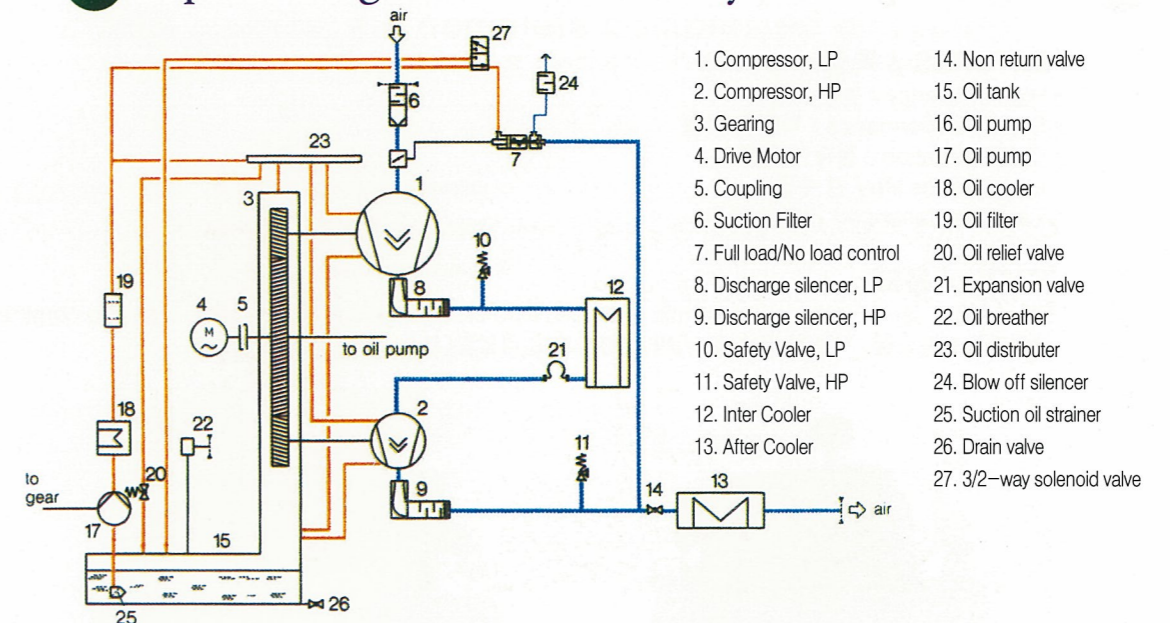 air
27
24
6
7
23
1
3
10
8
12
19
4
5
M
to oil pump
21
2
18
22
11
20
to
gear
17
9
14
13
air
15
25
26
1. Compressor, LP
2. Compressor, HP
3. Gearing
4. Drive Motor
5. Coupling
6. Suction Filter
7. Full load/No load control
8. Discharge silencer, LP
9. Discharge silencer, HP
10. Safety Valve, LP
11. Safety Valve, HP
12. Inter Cooler
13. After Cooler
14. Non return valve
15. Oil tank
16. Oil pump
17. Oil pump
18. Oil cooler
19. Oil filter
20. Oil relief valve
21. Expansion valve
22. Oil breather
23. Oil distributer
24. Blow off silencer
25. Suction oil strainer
26. Drain valve
27. 3/2-way solenoid valve